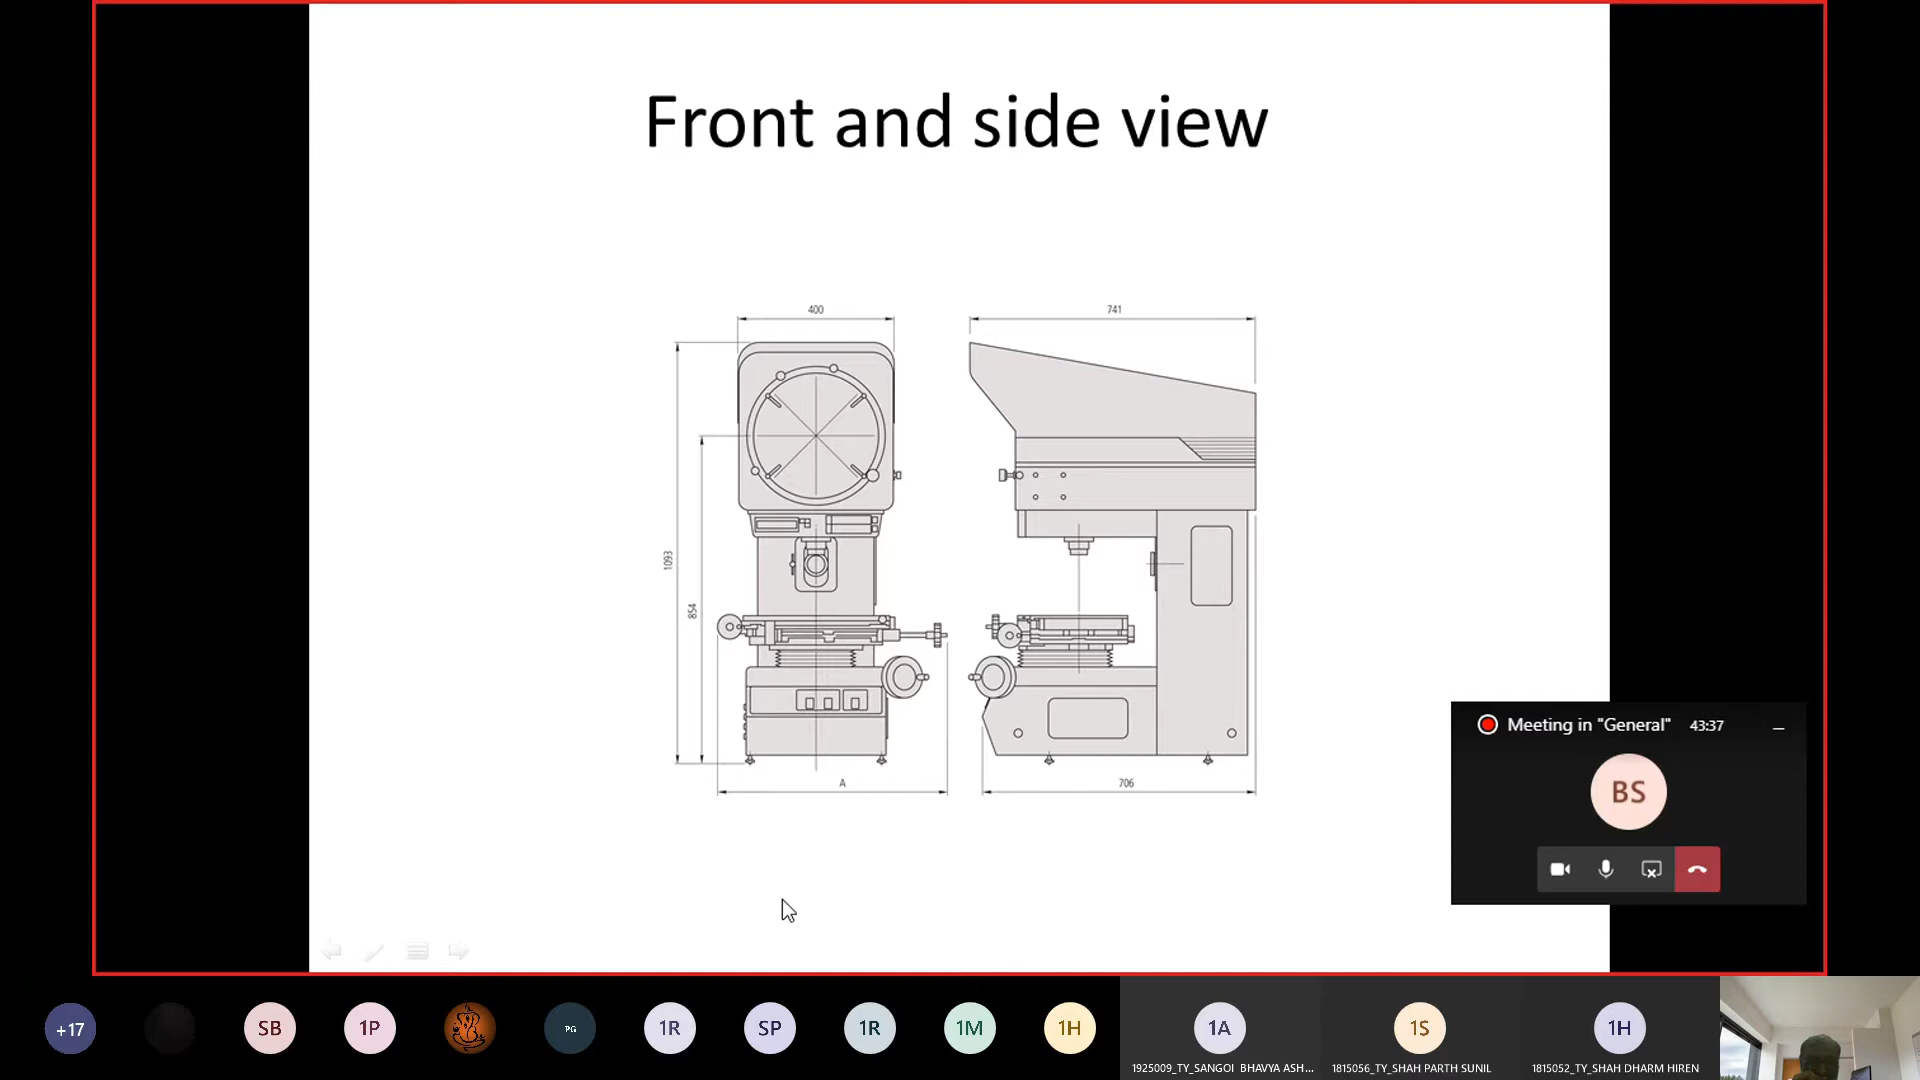 Front and side view
400
741
1093
854
A
706
Meeting in "General" 43:37
BS
+17
SB
1P
PG
1R
SP
1R
1M
1H
1A
1S
1H
1925009_TY_SANGOI BHAVYA ASH...
1815056_TY_SHAH PARTH SUNIL
1815052_TY_SHAH DHARM HIREN